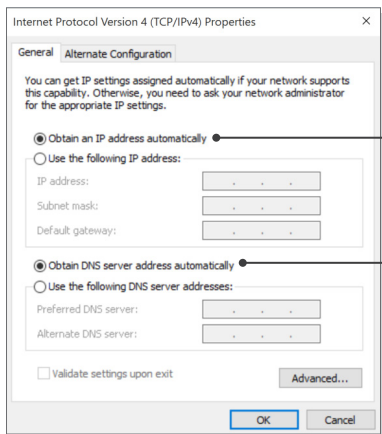 Internet Protocol Version 4 (TCP/IPv4) Properties
General
Alternate Configuration
You can get IP settings assigned automatically if your network supports
this capability. Otherwise, you need to ask your network administrator
for the appropriate IP settings.
Obtain an IP address automatically
Use the following IP address:
IP address:
Subnet mask:
Default gateway:
Obtain DNS server address automatically
Use the following DNS server addresses:
Preferred DNS server:
Alternate DNS server:
Validate settings upon exit
Advanced...
OK
Cancel